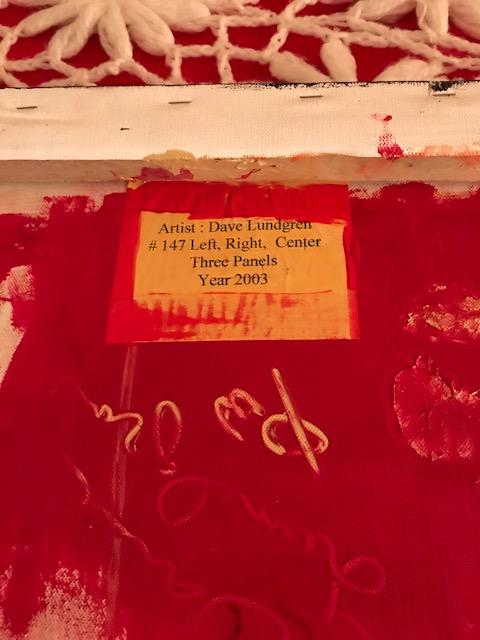 Artist : Dave Lundgren
# 147 Left, Right, Center
Three Panels
Year 2003